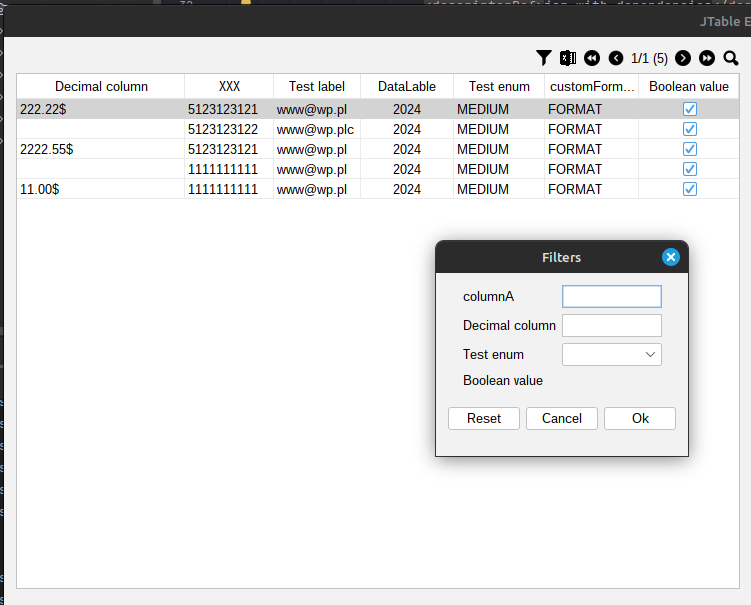 JTable E
1/1 (5)
Decimal column XXX Test label DataLable Test enum customForm... Boolean value
222.22$ 5123123121 www@wp.pl 2024 MEDIUM FORMAT
5123123122 www@wp.plc 2024 MEDIUM FORMAT
2222.55$ 5123123121 www@wp.pl 2024 MEDIUM FORMAT
1111111111 www@wp.pl 2024 MEDIUM FORMAT
11.00$ 1111111111 www@wp.pl 2024 MEDIUM FORMAT
Filters
columnA
Decimal column
Test enum
Boolean value
Reset Cancel Ok